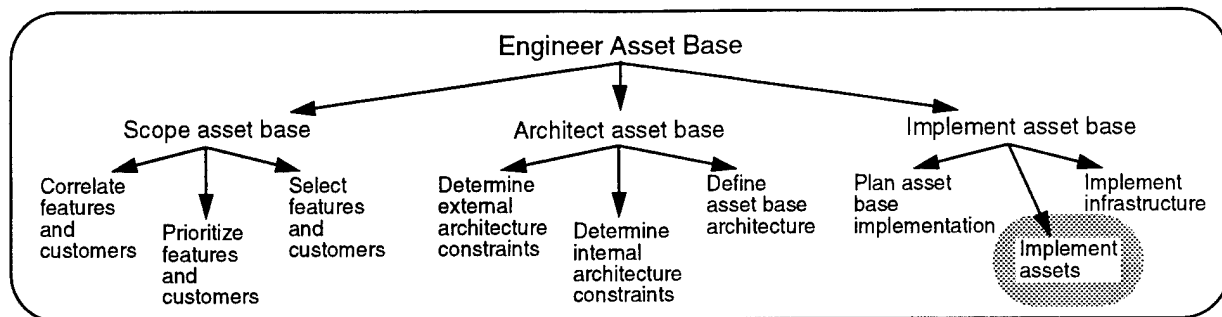 Engineer Asset Base
Scope asset base
Architect asset base
Implement asset base
Correlate
features
and
customers
Prioritize
features
and
customers
Select
features
and
customers
Determine
external
architecture
constraints
Determine
internal
architecture
constraints
Define
asset base
architecture
Plan asset
base
implementation
Implement
assets
Implement
infrastructure